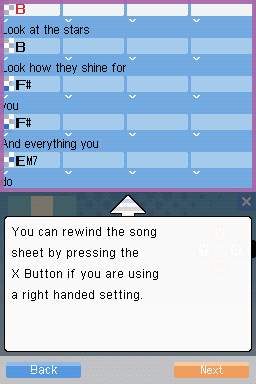 B
Look at the stars
B
Look how they shine for
F#
you
F#
And everything you
EM7
do
You can rewind the song
sheet by pressing the
X Button if you are using
a right handed setting.
Back
Next